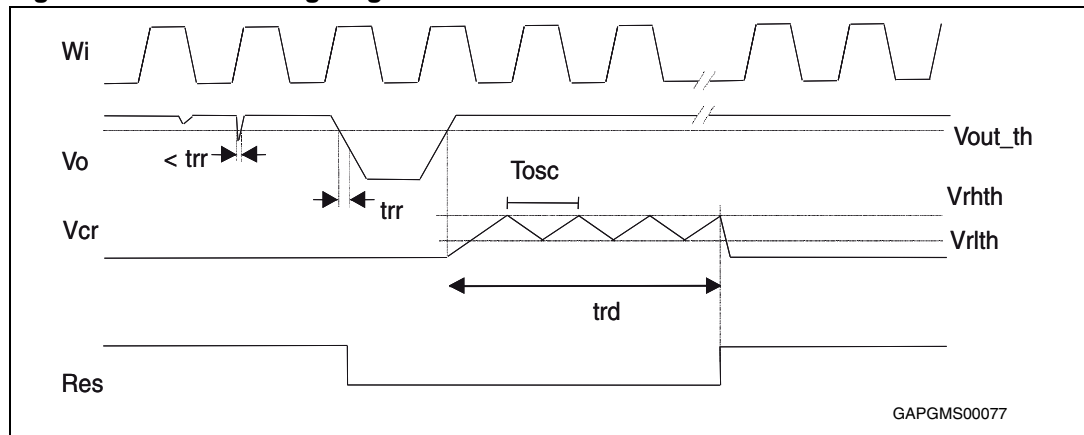 Wi
Vout_th
Vo
< trr
trr
Tosc
Vrhth
Vcr
Vrlth
trd
Res
GAPGMS00077